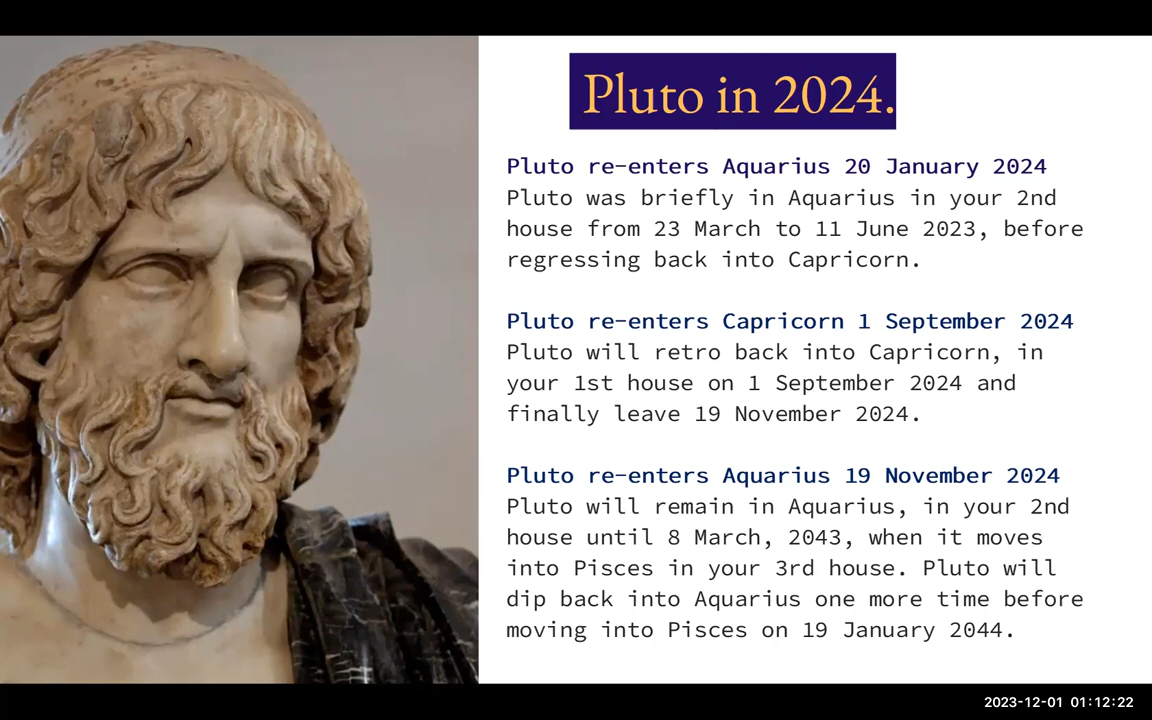 Pluto in 2024.
Pluto re-enters Aquarius 20 January 2024
Pluto was briefly in Aquarius in your 2nd
house from 23 March to 11 June 2023, before
regressing back into Capricorn.
Pluto re-enters Capricorn 1 September 2024
Pluto will retro back into Capricorn, in
your 1st house on 1 September 2024 and
finally leave 19 November 2024.
Pluto re-enters Aquarius 19 November 2024
Pluto will remain in Aquarius, in your 2nd
house until 8 March, 2043, when it moves
into Pisces in your 3rd house. Pluto will
dip back into Aquarius one more time before
moving into Pisces on 19 January 2044.
2023-12-01 01:12:22